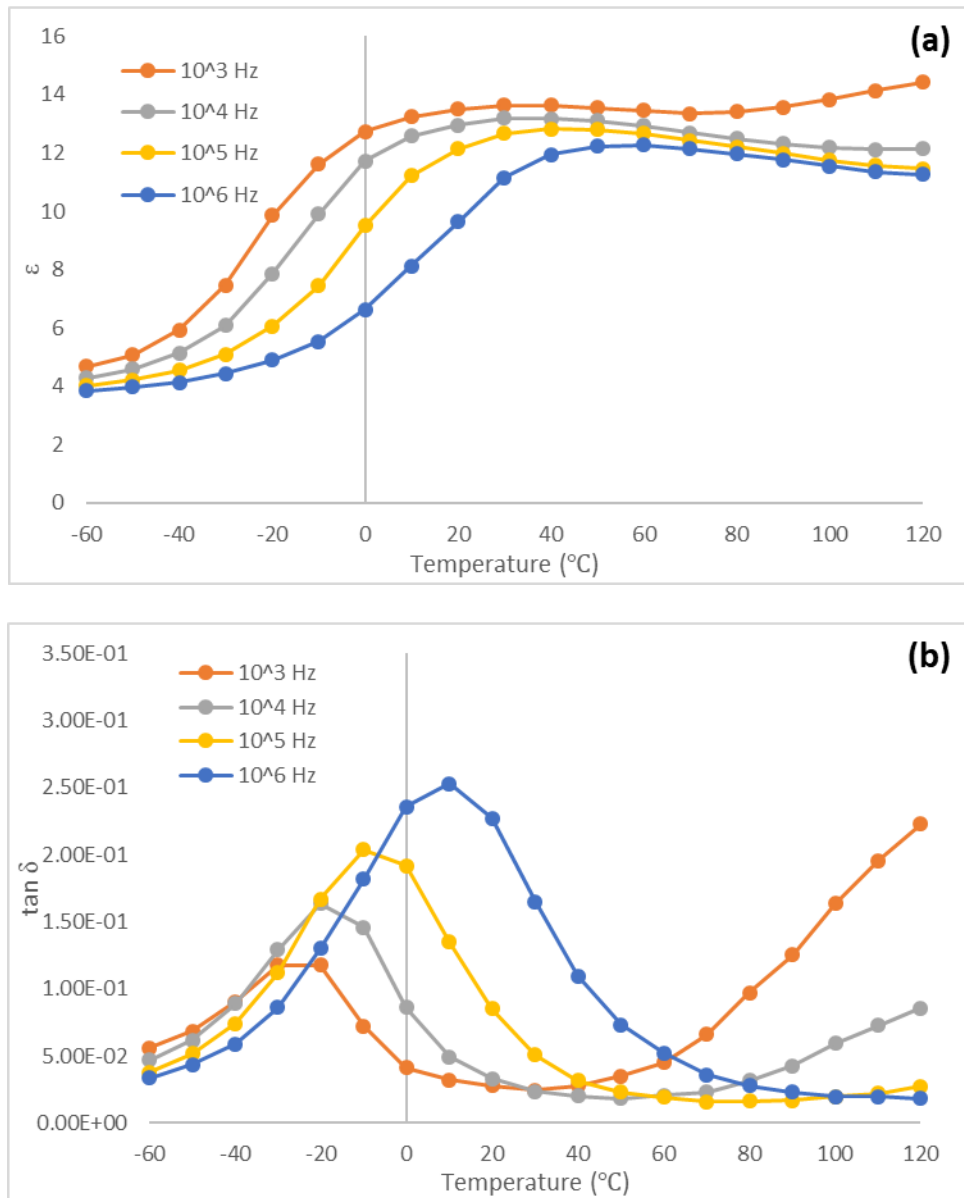 (a)
16
14
12
10
8
6
4
2
0
ε
10^3 Hz
10^4 Hz
10^5 Hz
10^6 Hz
-60 -40 -20 0 20 40 60 80 100 120
Temperature (℃)
(b)
3.50E-01
3.00E-01
2.50E-01
2.00E-01
1.50E-01
1.00E-01
5.00E-02
0.00E+00
tan δ
10^3 Hz
10^4 Hz
10^5 Hz
10^6 Hz
-60 -40 -20 0 20 40 60 80 100 120
Temperature (℃)